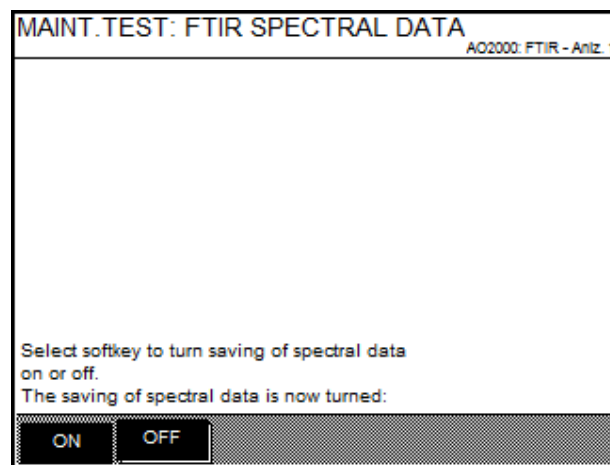 MAINT.TEST: FTIR SPECTRAL DATA
AO2000: FTIR - Anlz.
Select softkey to turn saving of spectral data
on or off.
The saving of spectral data is now turned:
ON OFF